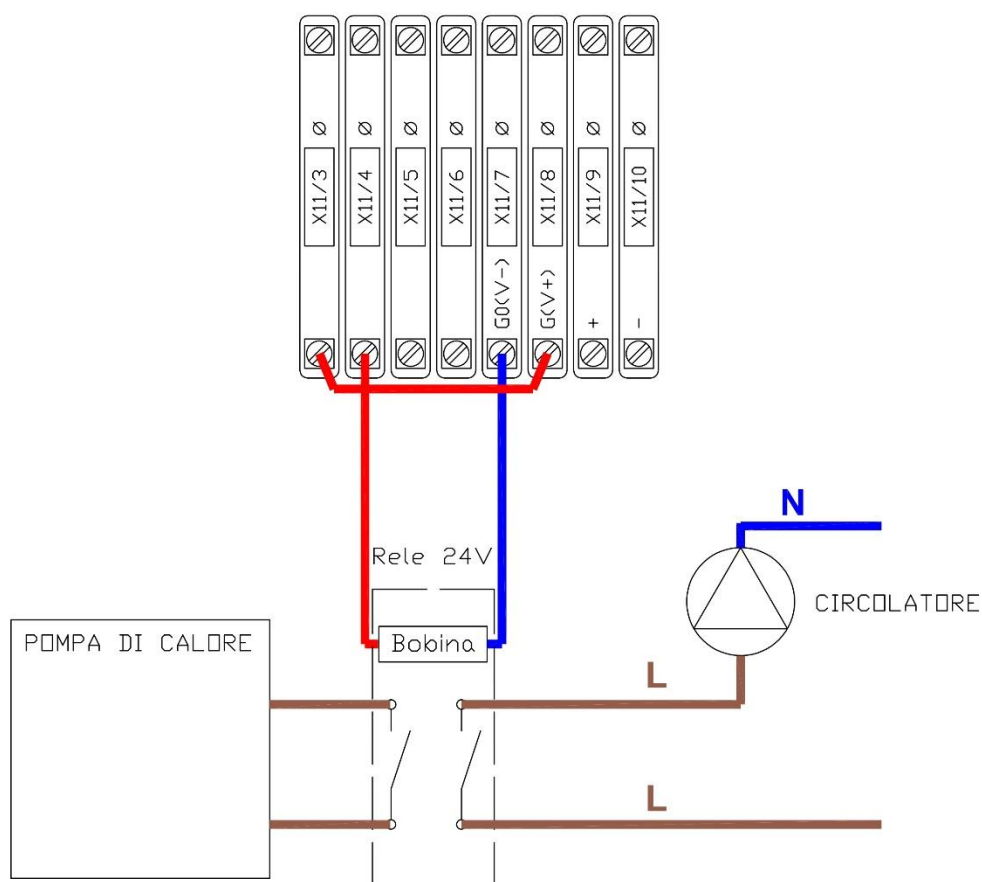 Ø Ø Ø Ø Ø Ø Ø Ø
X11/3
X11/4
X11/5
X11/6
X11/7
X11/8
X11/9
X11/10
G0(V-)
G(V+)
+
-
N
Rele 24V
CIRCOLATORE
POMPA DI CALORE
Bobina
L
L